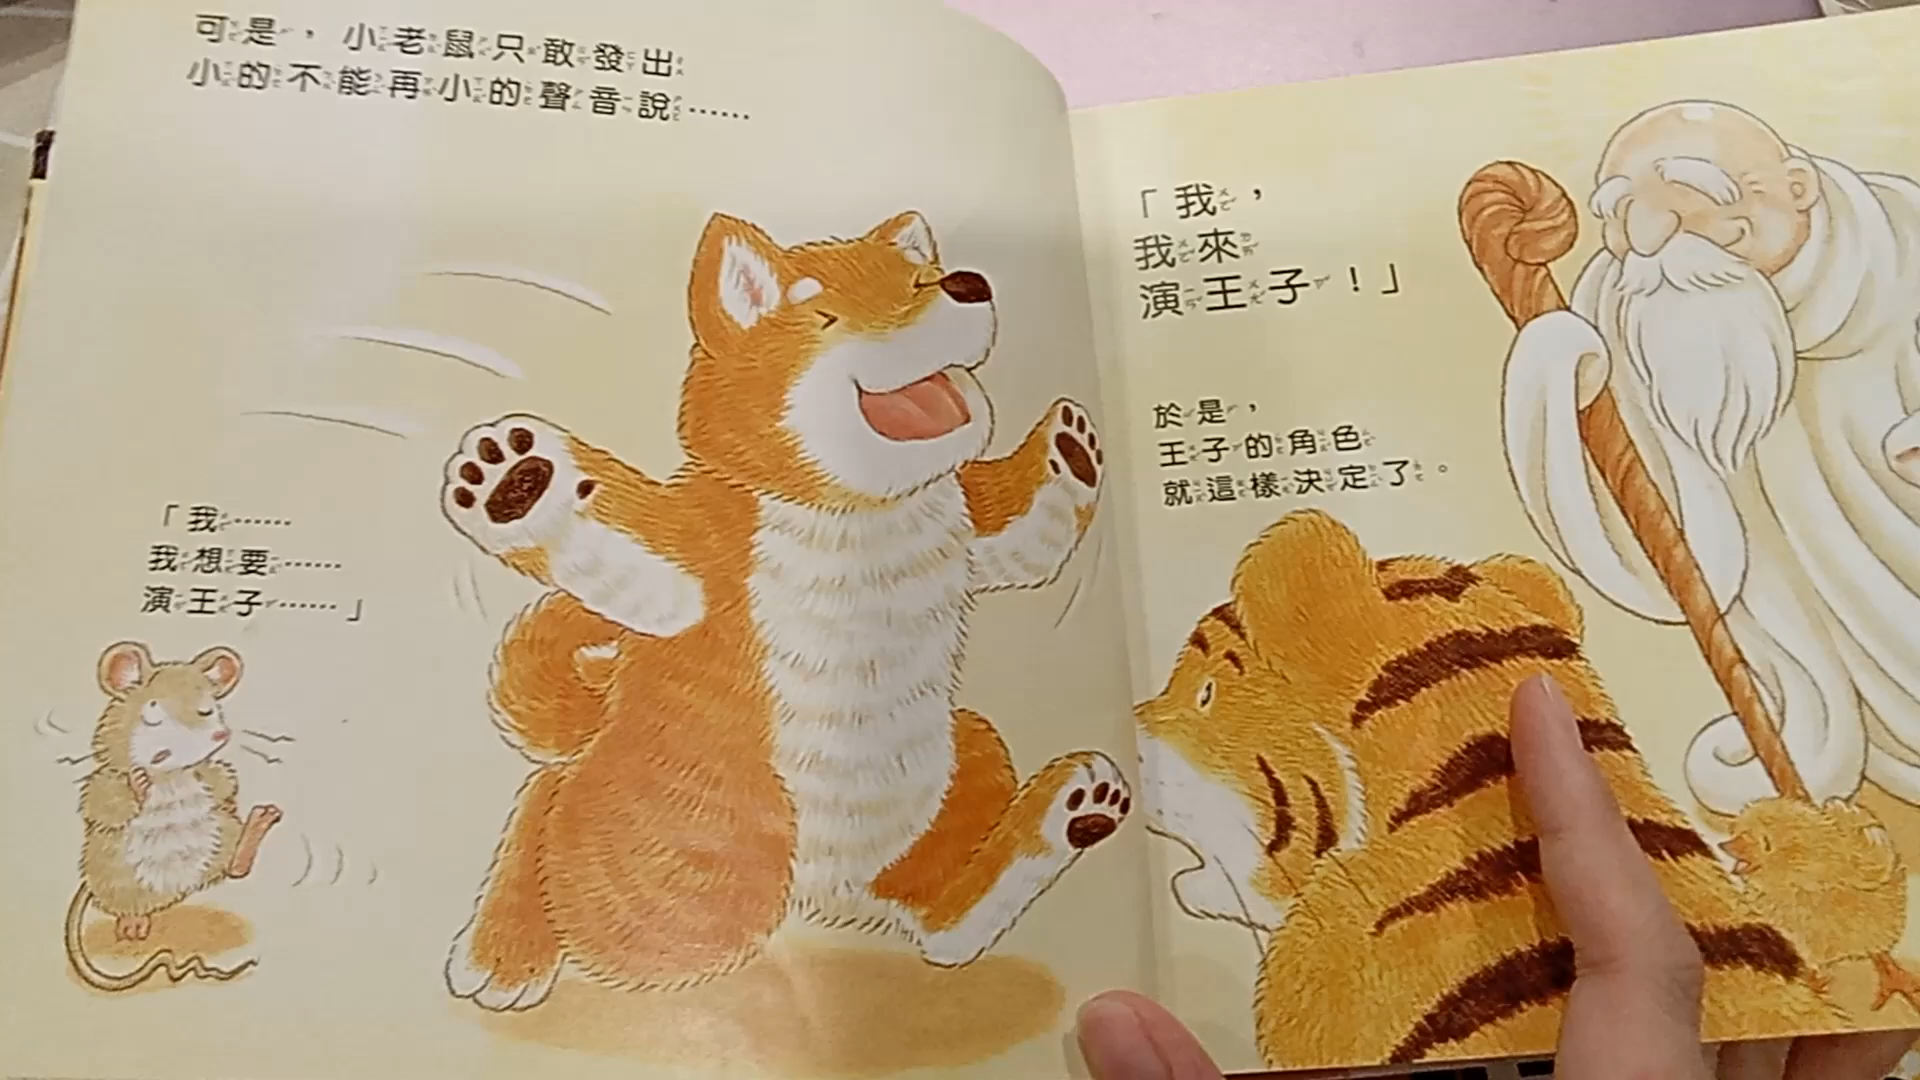 可是，小老鼠只敢發出
小的不能再小的聲音說……
「我……
我想要……
演王子……」
「我，
我來
演王子！」
於是，
王子的角色
就這樣決定了。